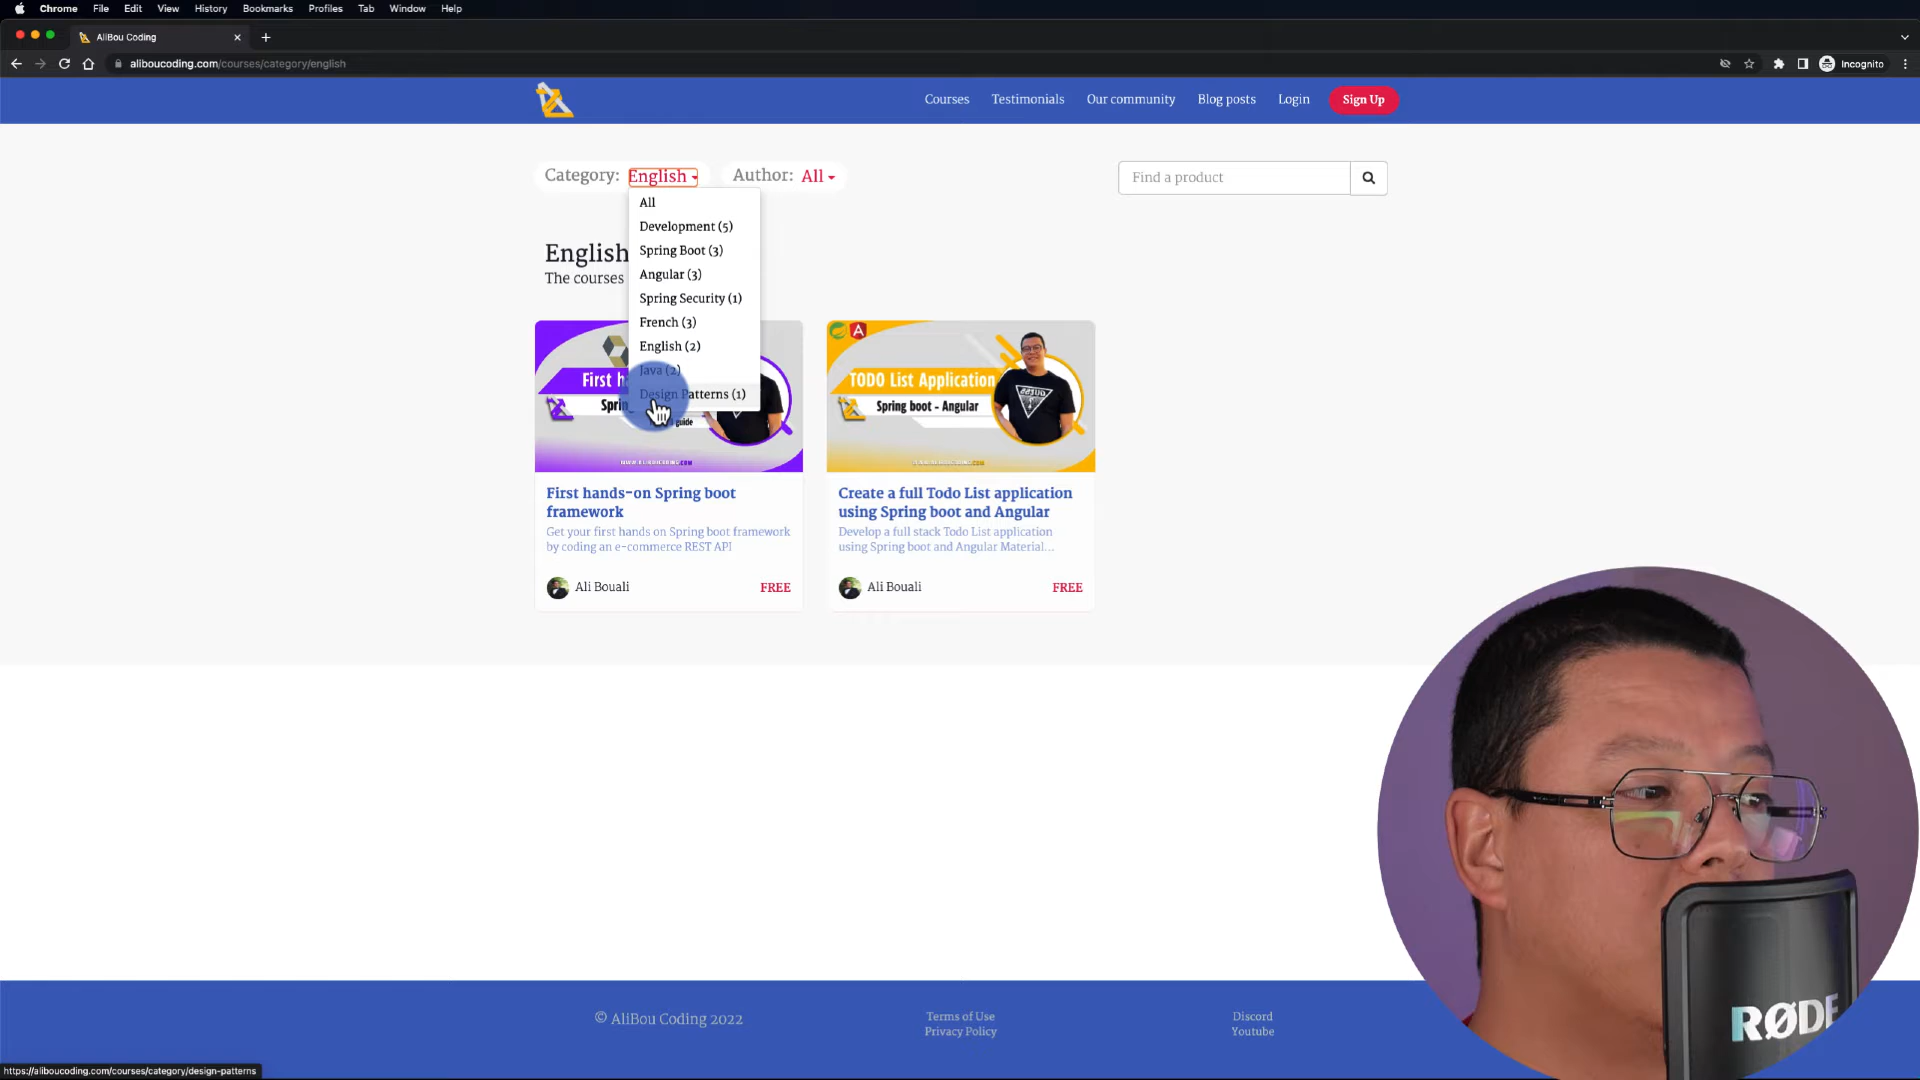 Chrome File Edit View History Bookmarks Profiles Tab Window Help
AliBou Coding
aliboucoding.com/courses/category/english
Incognito
Courses Testimonials Our community Blog posts Login Sign Up
Category: English Author: All
Find a product
All
Development (5)
Spring Boot (3)
Angular (3)
Spring Security (1)
French (3)
English (2)
Java (2)
Design Patterns (1)
English
The courses
First h
Sprin
guide
WWW.ALIBOUCODING.COM
TODO List Application
Spring boot - Angular
First hands-on Spring boot
framework
Get your first hands on Spring boot framework
by coding an e-commerce REST API
Ali Bouali FREE
Create a full Todo List application
using Spring boot and Angular
Develop a full stack Todo List application
using Spring boot and Angular Material...
Ali Bouali FREE
RØDE
© AliBou Coding 2022
Terms of Use
Privacy Policy
Discord
Youtube
https://aliboucoding.com/courses/category/design-patterns